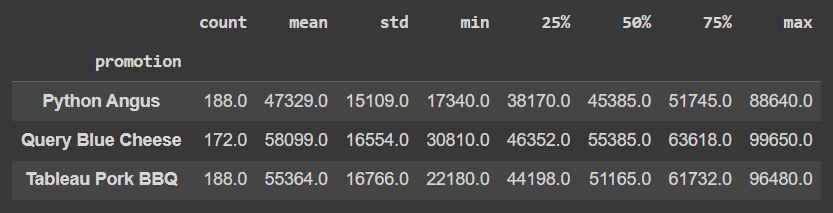 count mean std min 25% 50% 75% max
promotion
Python Angus 188.0 47329.0 15109.0 17340.0 38170.0 45385.0 51745.0 88640.0
Query Blue Cheese 172.0 58099.0 16554.0 30810.0 46352.0 55385.0 63618.0 99650.0
Tableau Pork BBQ 188.0 55364.0 16766.0 22180.0 44198.0 51165.0 61732.0 96480.0